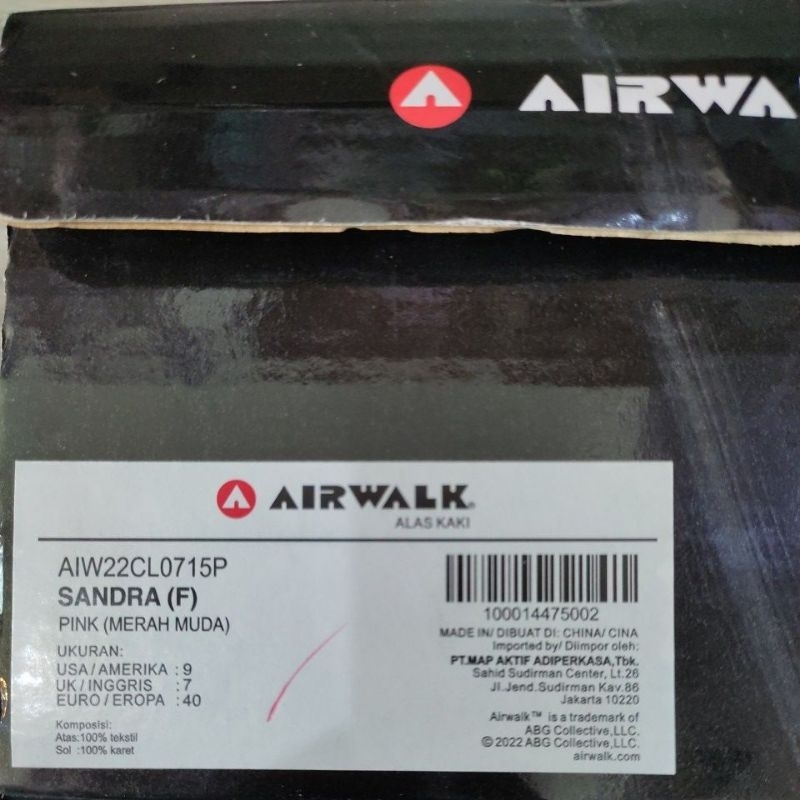 AIRWA
AIRWALK
ALAS KAKI
AIW22CL0715P
SANDRA (F)
PINK (MERAH MUDA)
UKURAN:
USA / AMERIKA : 9
UK / INGGRIS : 7
EURO / EROPA : 40
Komposisi:
Atas:100% tekstil
Sol :100% karet
100014475002
MADE IN/ DIBUAT DI: CHINA/ CINA
Imported by/ Diimpor oleh:
PT.MAP AKTIF ADIPERKASA,Tbk.
Sahid Sudirman Center, Lt.26
Jl.Jend.Sudirman Kav.86
Jakarta 10220
Airwalk™ is a trademark of
ABG Collective,LLC.
© 2022 ABG Collective,LLC.
airwalk.com